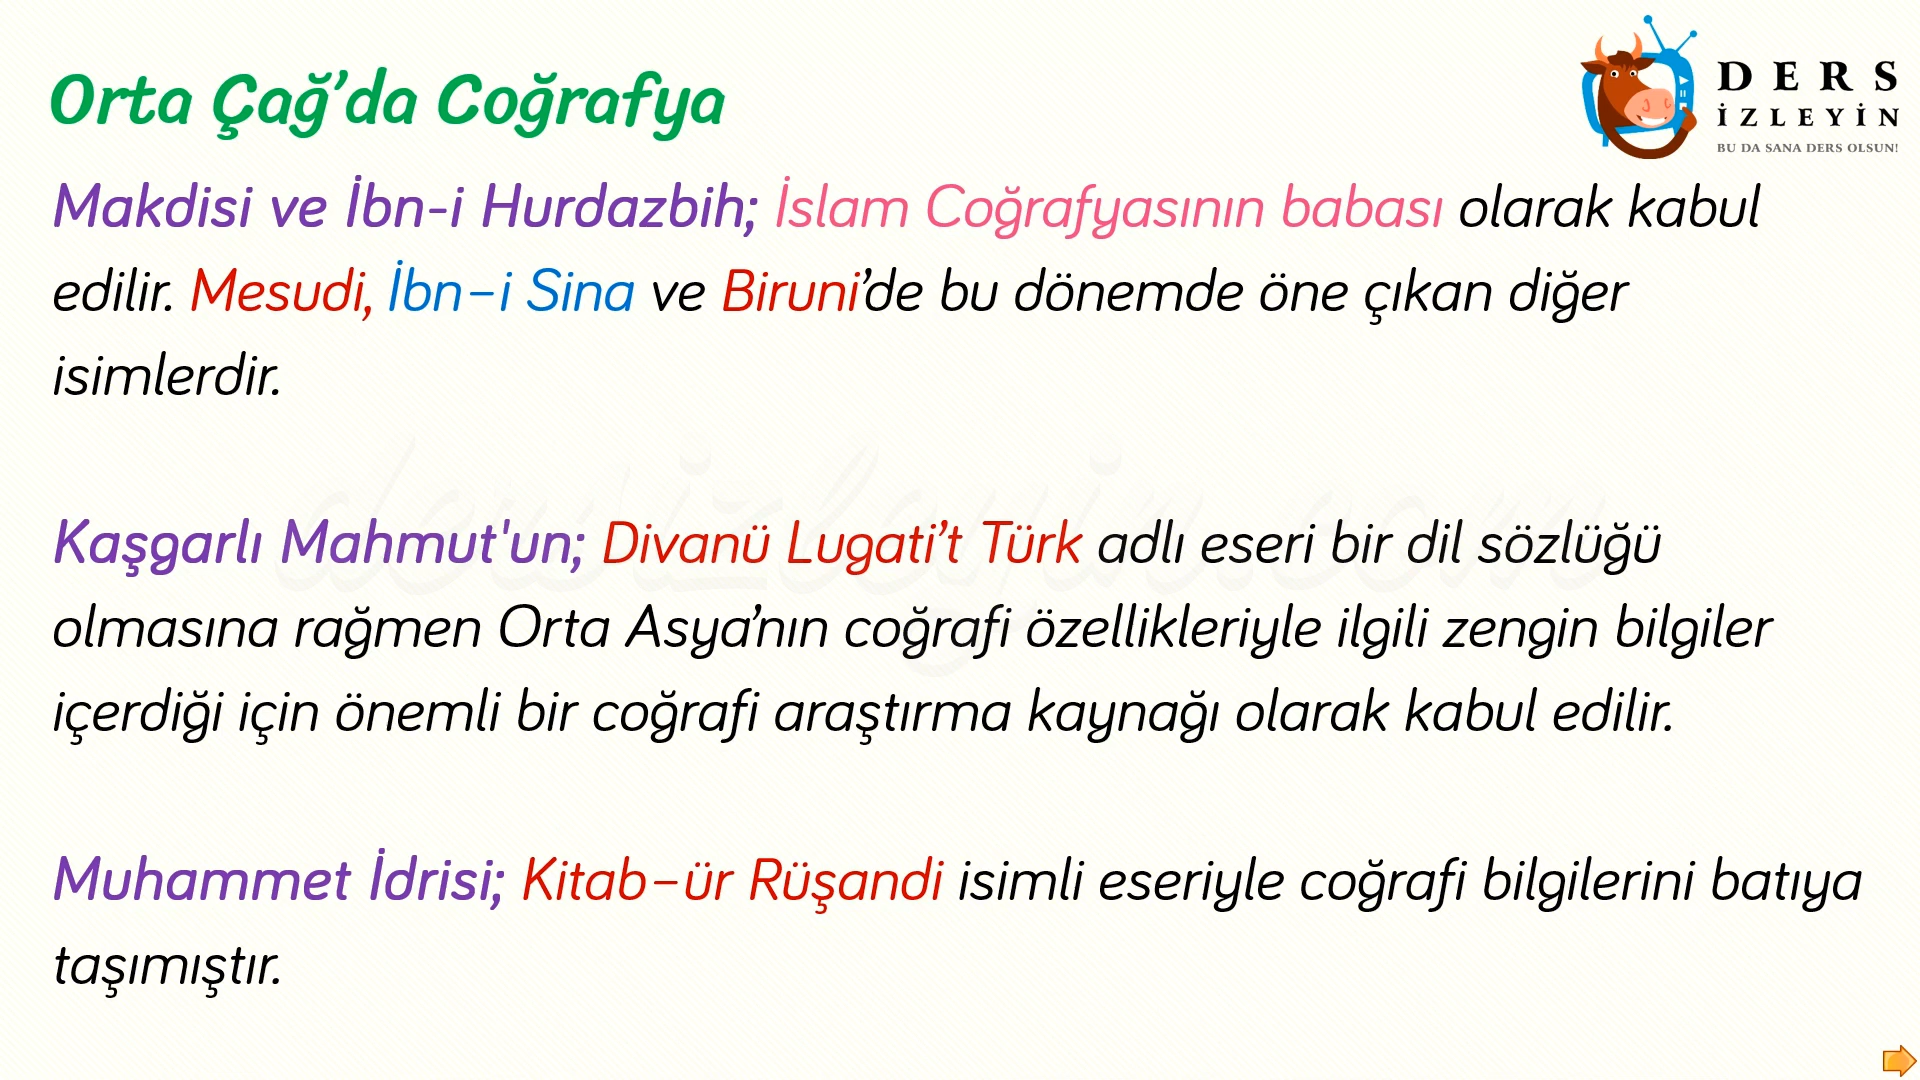 Orta Çağ’da Coğrafya
DERS
İZLEYİN
BU DA SANA DERS OLSUN!
Makdisi ve İbn-i Hurdazbih; İslam Coğrafyasının babası olarak kabul
edilir. Mesudi, İbn–i Sina ve Biruni’de bu dönemde öne çıkan diğer
isimlerdir.
dersizleyin.com
Kaşgarlı Mahmut'un; Divanü Lugati’t Türk adlı eseri bir dil sözlüğü
olmasına rağmen Orta Asya’nın coğrafi özellikleriyle ilgili zengin bilgiler
içerdiği için önemli bir coğrafi araştırma kaynağı olarak kabul edilir.
Muhammet İdrisi; Kitab–ür Rüşandi isimli eseriyle coğrafi bilgilerini batıya
taşımıştır.